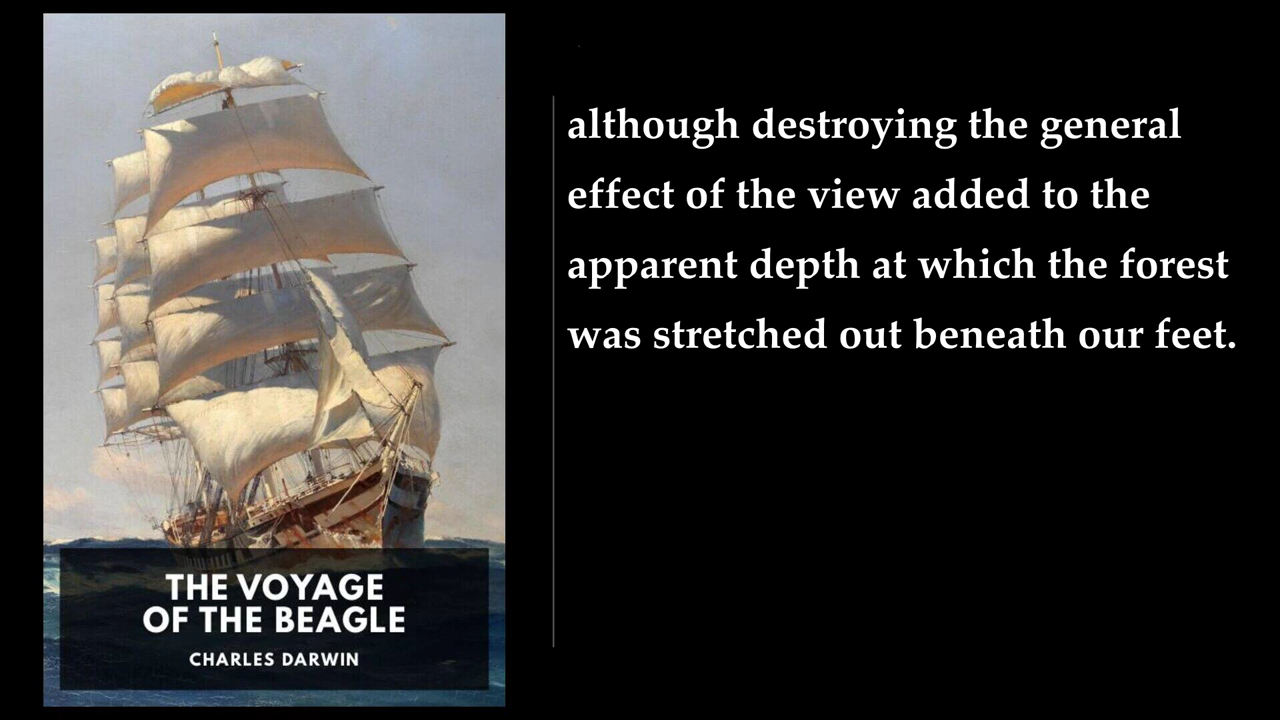 although destroying the general
effect of the view added to the
apparent depth at which the forest
was stretched out beneath our feet.
THE VOYAGE
OF THE BEAGLE
CHARLES DARWIN